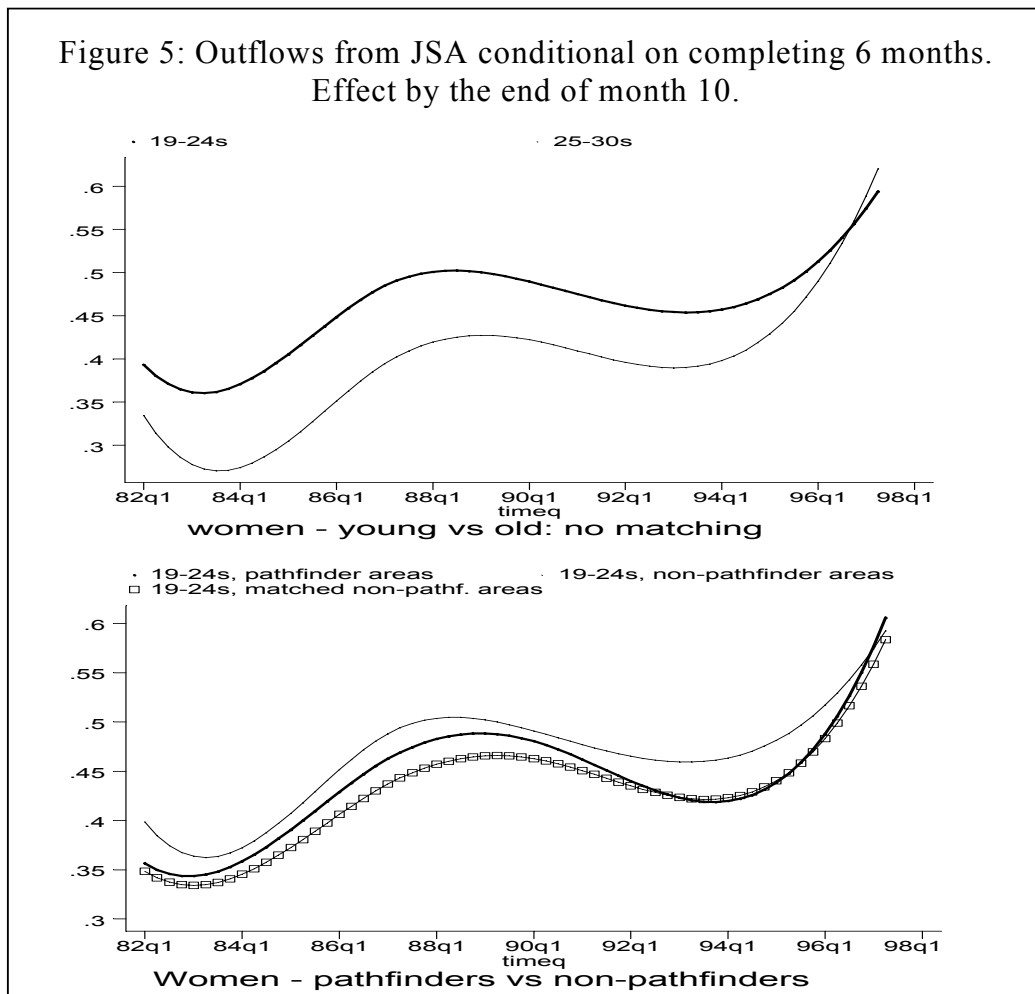 Figure 5: Outflows from JSA conditional on completing 6 months.
Effect by the end of month 10.
19-24s 25-30s
.6
.55
.5
.45
.4
.35
.3
82q1 84q1 86q1 88q1 90q1 92q1 94q1 96q1 98q1
timeq
women - young vs old: no matching
19-24s, pathfinder areas 19-24s, non-pathfinder areas
19-24s, matched non-pathf. areas
.6
.55
.5
.45
.4
.35
.3
82q1 84q1 86q1 88q1 90q1 92q1 94q1 96q1 98q1
timeq
Women - pathfinders vs non-pathfinders